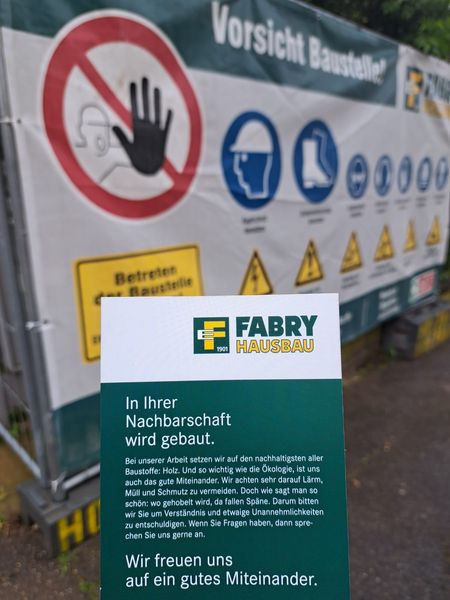 Vorsicht Baustelle!
FABRY
Betreten
der Baustelle
FABRY
HAUSBAU
1901
In Ihrer
Nachbarschaft
wird gebaut.
Bei unserer Arbeit setzen wir auf den nachhaltigsten aller
Baustoffe: Holz. Und so wichtig wie die Ökologie, ist uns
auch das gute Miteinander. Wir achten sehr darauf Lärm,
Müll und Schmutz zu vermeiden. Doch wie sagt man so
schön: wo gehobelt wird, da fallen Späne. Darum bitten
wir Sie um Verständnis und etwaige Unannehmlichkeiten
zu entschuldigen. Wenn Sie Fragen haben, dann spre-
chen Sie uns gerne an.
Wir freuen uns
auf ein gutes Miteinander.